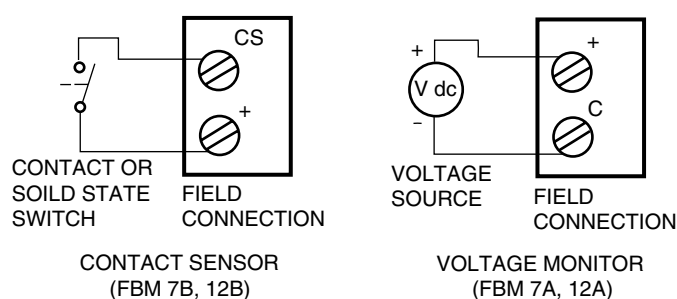 CS
+
CONTACT OR
SOILD STATE
SWITCH
FIELD
CONNECTION
CONTACT SENSOR
(FBM 7B, 12B)
+
+
V dc
−
C
VOLTAGE
SOURCE
FIELD
CONNECTION
VOLTAGE MONITOR
(FBM 7A, 12A)